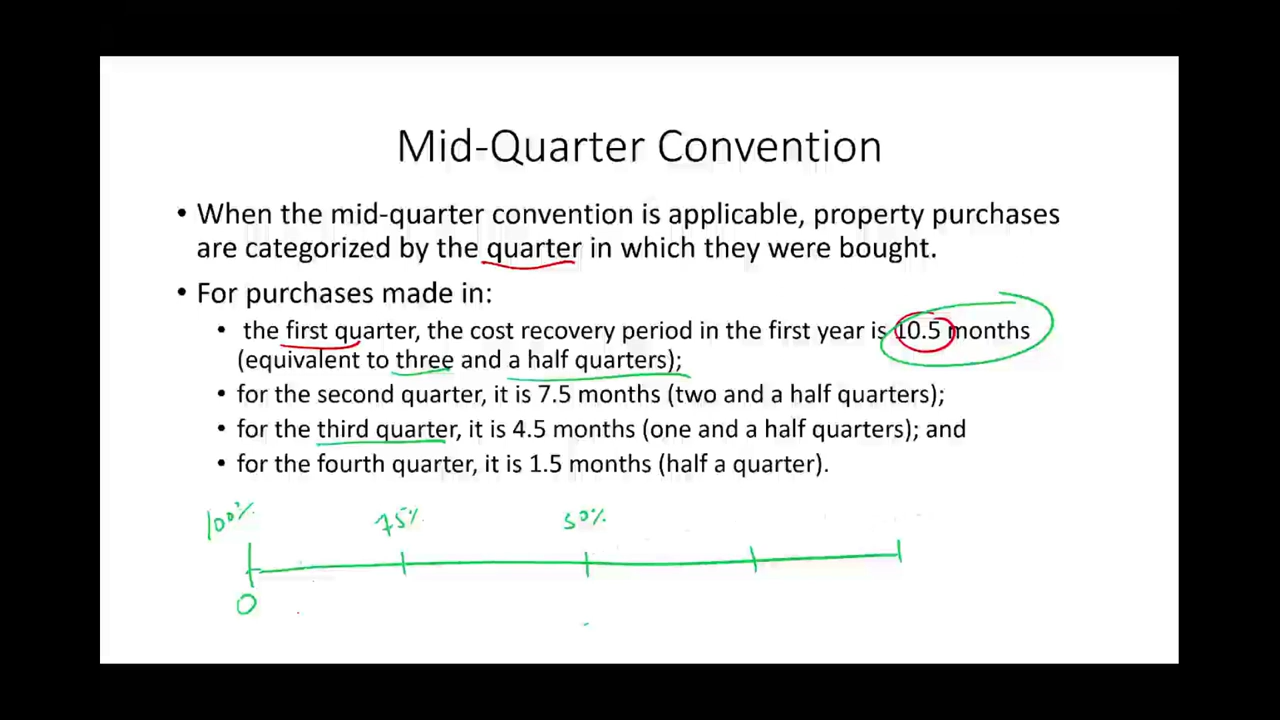 Mid-Quarter Convention
• When the mid-quarter convention is applicable, property purchases
are categorized by the quarter in which they were bought.
• For purchases made in:
• the first quarter, the cost recovery period in the first year is 10.5 months
(equivalent to three and a half quarters);
• for the second quarter, it is 7.5 months (two and a half quarters);
• for the third quarter, it is 4.5 months (one and a half quarters); and
• for the fourth quarter, it is 1.5 months (half a quarter).
100% 75% 50%
0